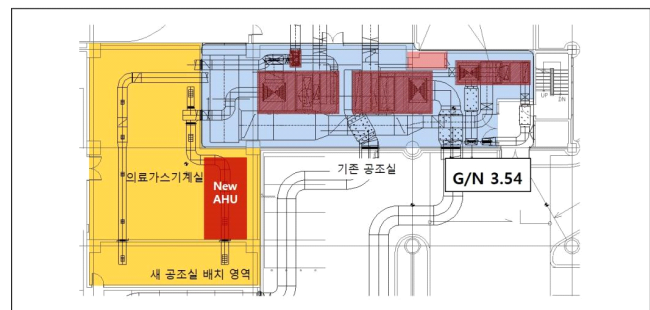 UP
DN
기존 공조실
G/N 3.54
의료가스기계실
New
AHU
새 공조실 배치 영역